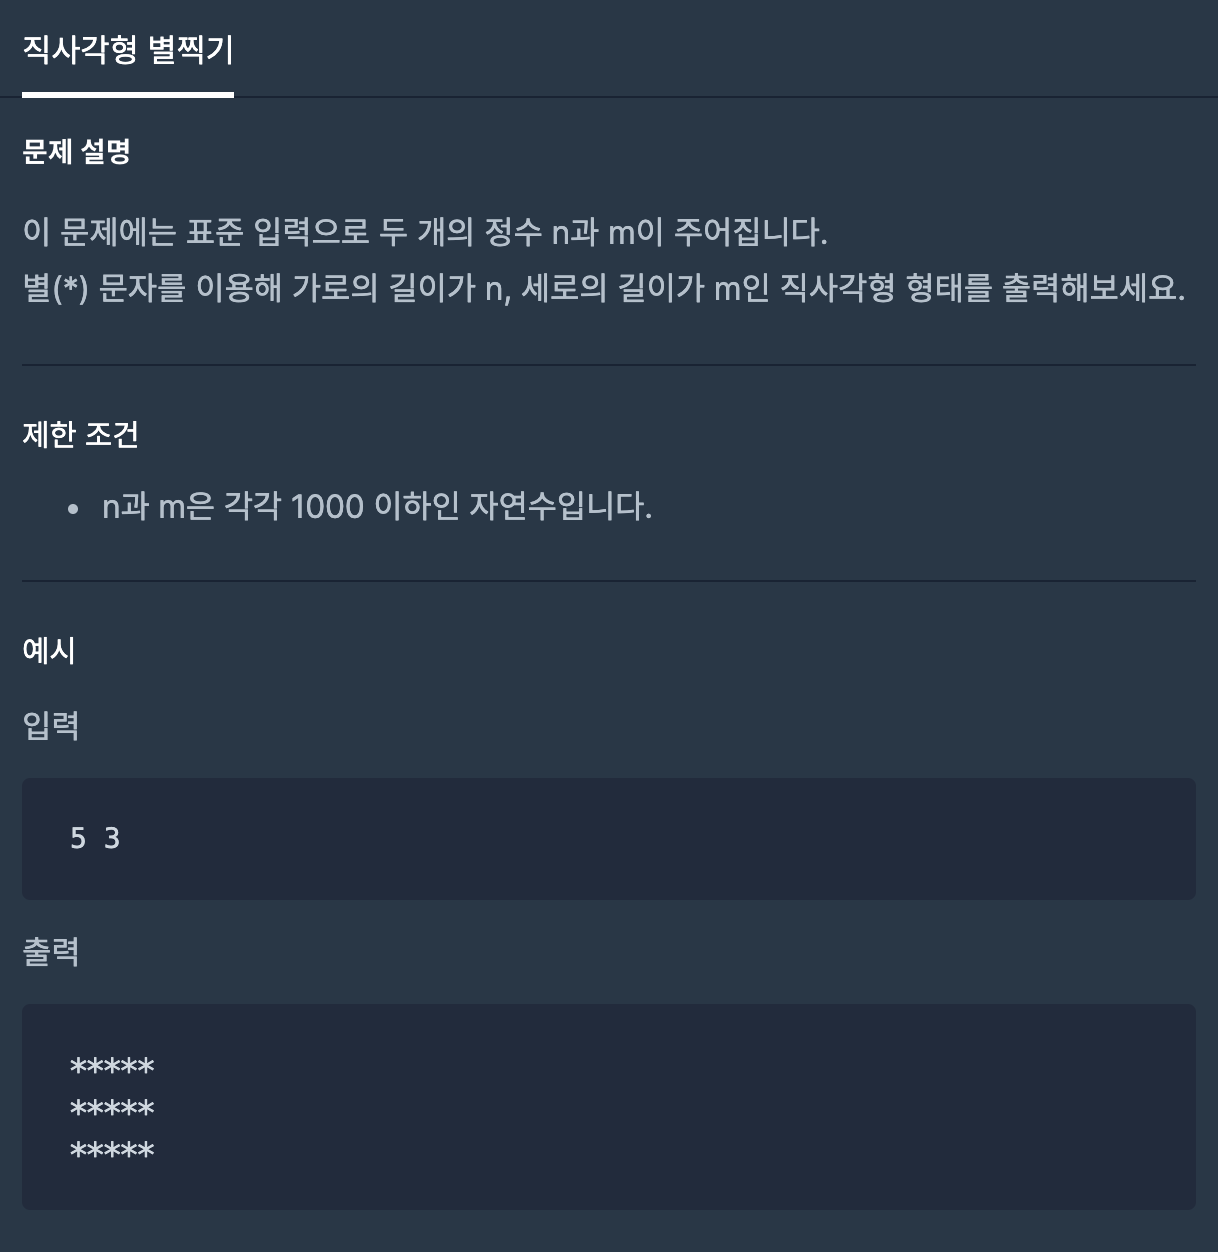 직사각형 별찍기
문제 설명
이 문제에는 표준 입력으로 두 개의 정수 n과 m이 주어집니다.
별(*) 문자를 이용해 가로의 길이가 n, 세로의 길이가 m인 직사각형 형태를 출력해보세요.
제한 조건
• n과 m은 각각 1000 이하인 자연수입니다.
예시
입력
5 3
출력
*****
*****
*****